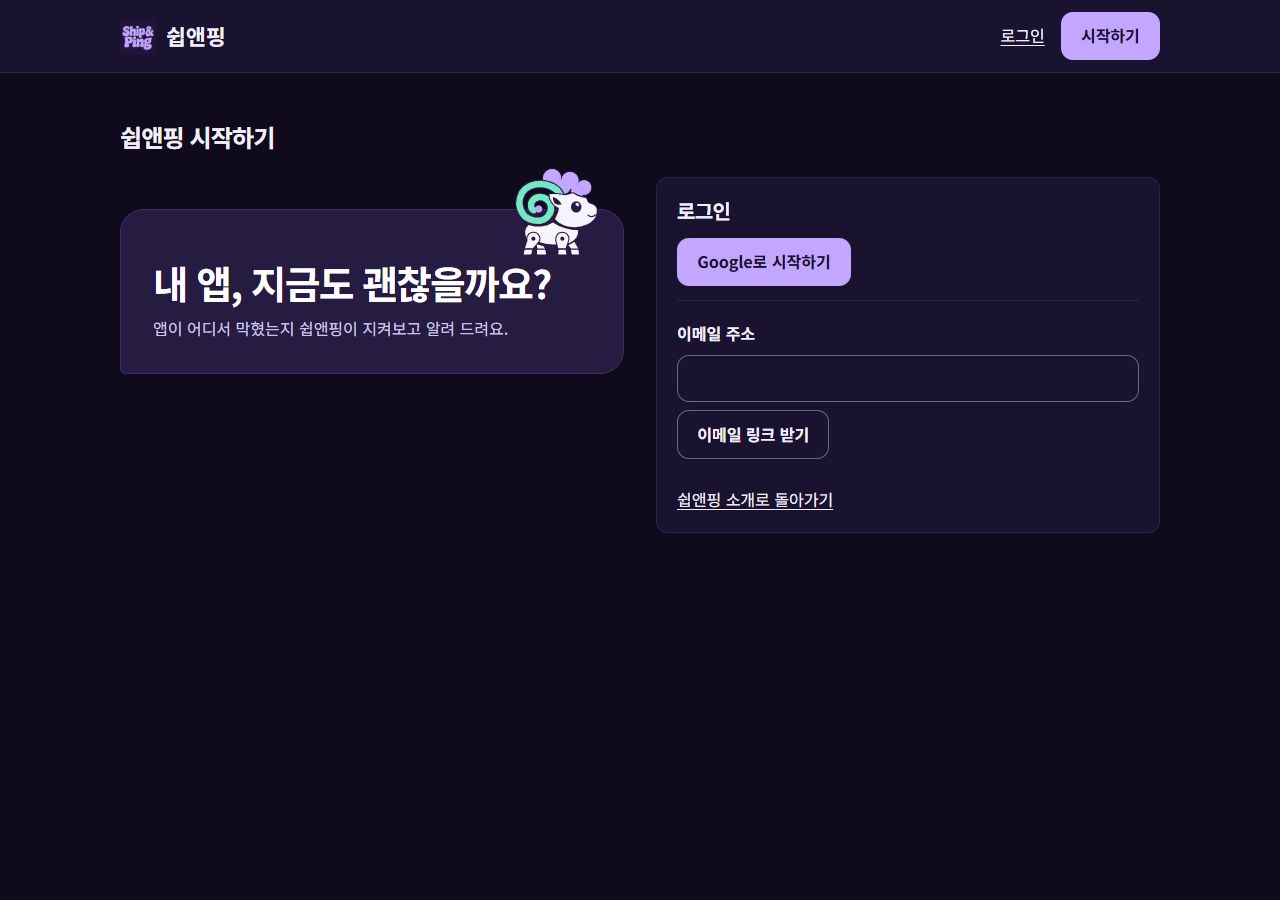 Ship&
Ping
쉽앤핑
로그인
시작하기
쉽앤핑 시작하기
내 앱, 지금도 괜찮을까요?
앱이 어디서 막혔는지 쉽앤핑이 지켜보고 알려 드려요.
로그인
Google로 시작하기
이메일 주소
이메일 링크 받기
쉽앤핑 소개로 돌아가기